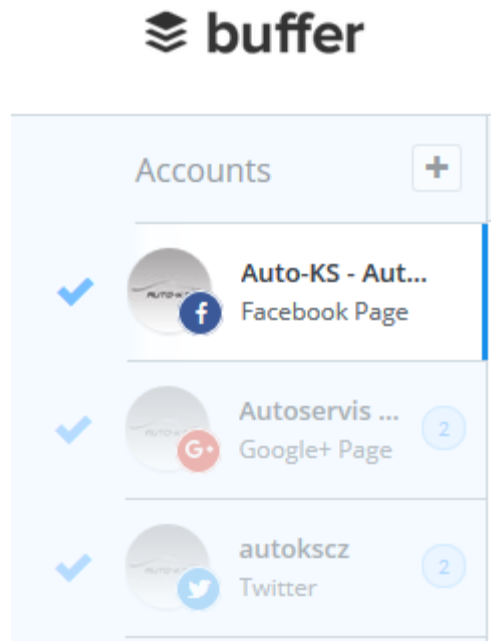 buffer
Accounts
Auto-KS - Aut...
Facebook Page
Autoservis ...
Google+ Page
2
autokscz
Twitter
2